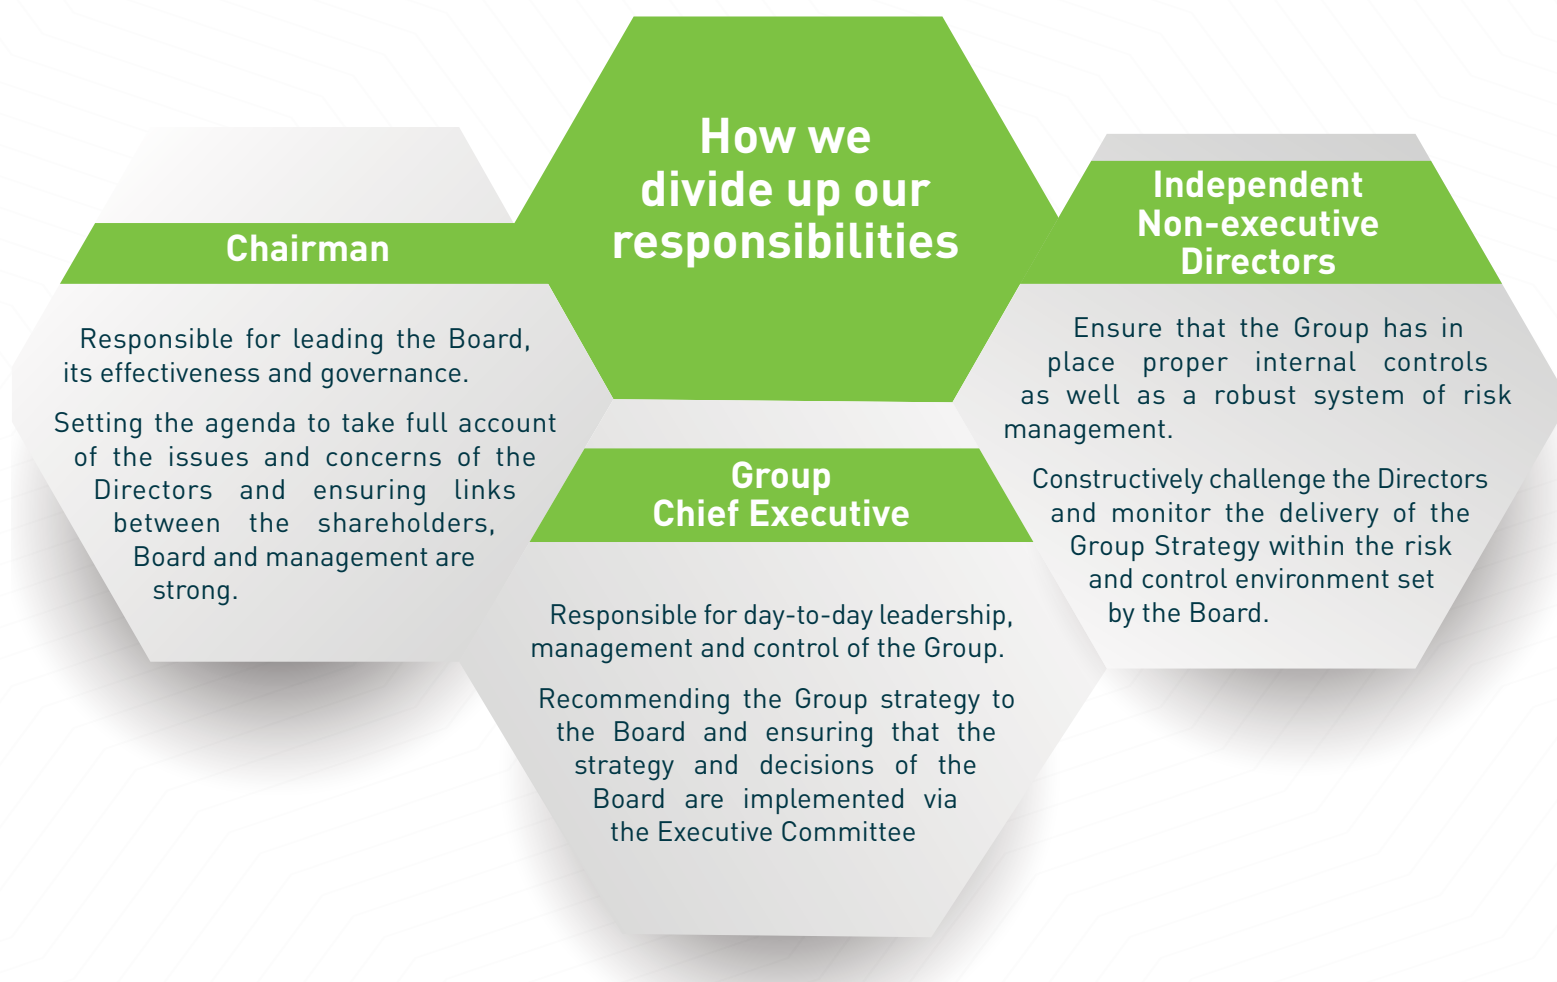 How we
divide up our
responsibilities
Chairman
Responsible for leading the Board,
its effectiveness and governance.
Setting the agenda to take full account
of the issues and concerns of the
Directors and ensuring links
between the shareholders,
Board and management are
strong.
Group
Chief Executive
Responsible for day-to-day leadership,
management and control of the Group.
Recommending the Group strategy to
the Board and ensuring that the
strategy and decisions of the
Board are implemented via
the Executive Committee
Independent
Non-executive
Directors
Ensure that the Group has in
place proper internal controls
as well as a robust system of risk
management.
Constructively challenge the Directors
and monitor the delivery of the
Group Strategy within the risk
and control environment set
by the Board.